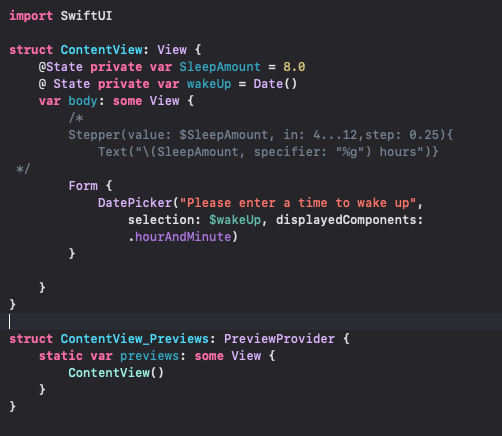 import SwiftUI

struct ContentView: View {
    @State private var SleepAmount = 8.0
    @ State private var wakeUp = Date()
    var body: some View {
        /*
        Stepper(value: $SleepAmount, in: 4...12,step: 0.25){
            Text("\(SleepAmount, specifier: "%g") hours")}
 */
        Form {
            DatePicker("Please enter a time to wake up",
                selection: $wakeUp, displayedComponents:
                .hourAndMinute)
        }

    }
}

struct ContentView_Previews: PreviewProvider {
    static var previews: some View {
        ContentView()
    }
}